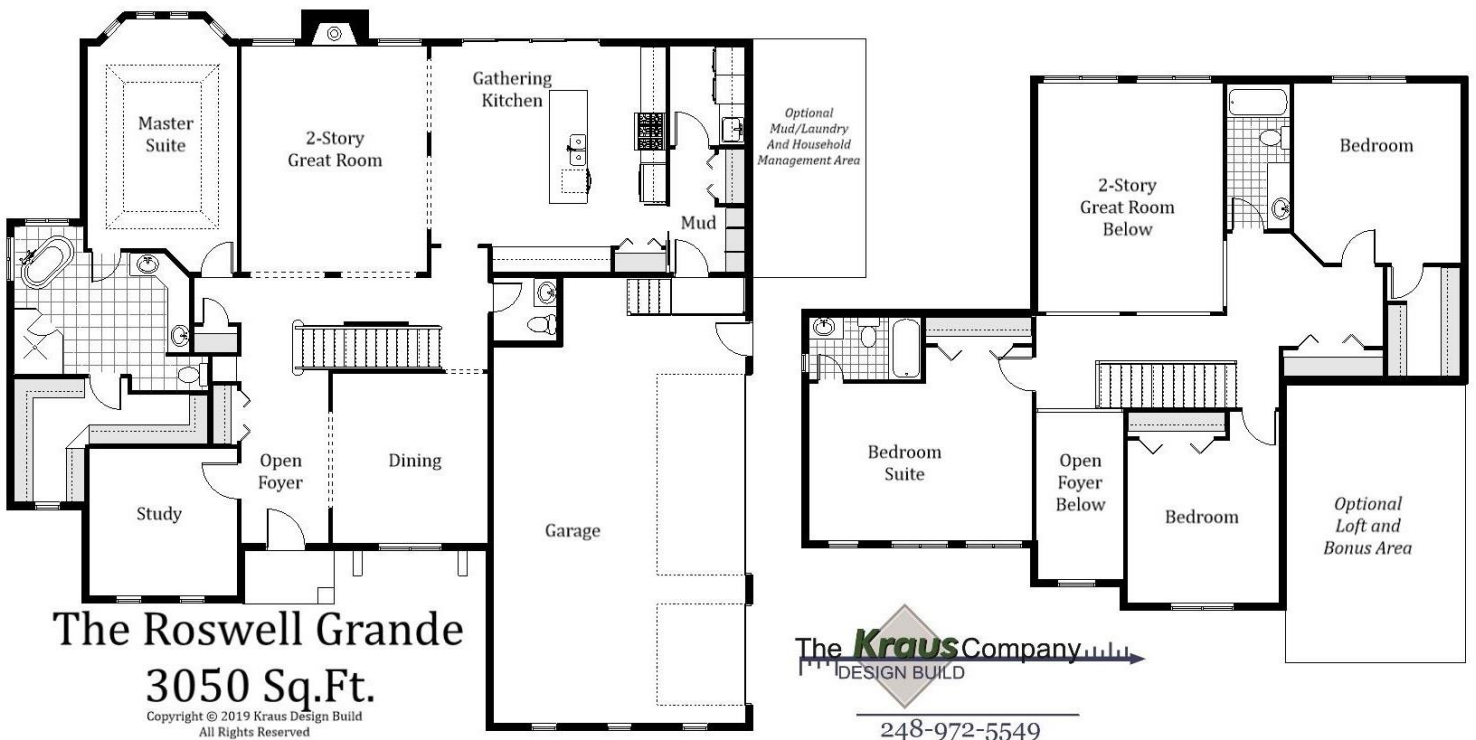 Master
Suite
2-Story
Great Room
Gathering
Kitchen
Optional
Mud/Laundry
And Household
Management Area
Mud
Open
Foyer
Dining
Study
Garage
2-Story
Great Room
Below
Bedroom
Bedroom
Suite
Open
Foyer
Below
Bedroom
Optional
Loft and
Bonus Area
The Roswell Grande
3050 Sq.Ft.
Copyright © 2019 Kraus Design Build
All Rights Reserved
The Kraus Company
DESIGN BUILD
248-972-5549